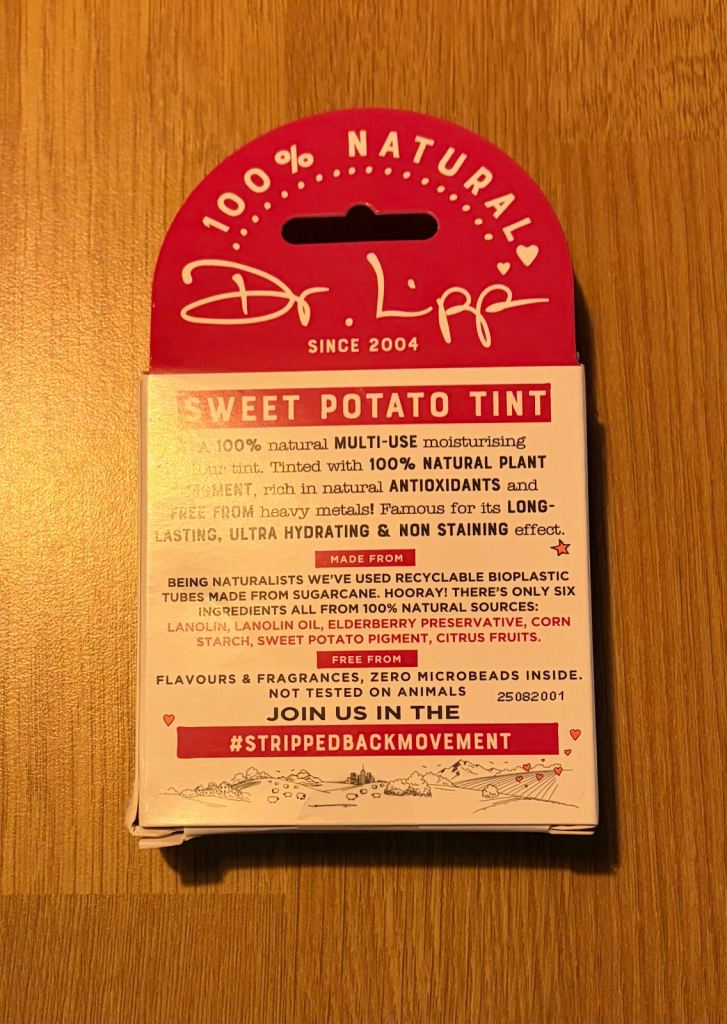 100% NATURAL
Dr. Lipp
SINCE 2004
SWEET POTATO TINT
A 100% natural MULTI-USE moisturising
tint. Tinted with 100% NATURAL PLANT
PIGMENT, rich in natural ANTIOXIDANTS and
FREE FROM heavy metals! Famous for its LONG-
LASTING, ULTRA HYDRATING & NON STAINING effect.
MADE FROM
BEING NATURALISTS WE'VE USED RECYCLABLE BIOPLASTIC
TUBES MADE FROM SUGARCANE. HOORAY! THERE'S ONLY SIX
INGREDIENTS ALL FROM 100% NATURAL SOURCES:
LANOLIN, LANOLIN OIL, ELDERBERRY PRESERVATIVE, CORN
STARCH, SWEET POTATO PIGMENT, CITRUS FRUITS.
FREE FROM
FLAVOURS & FRAGRANCES, ZERO MICROBEADS INSIDE.
NOT TESTED ON ANIMALS 25082001
JOIN US IN THE
#STRIPPEDBACKMOVEMENT